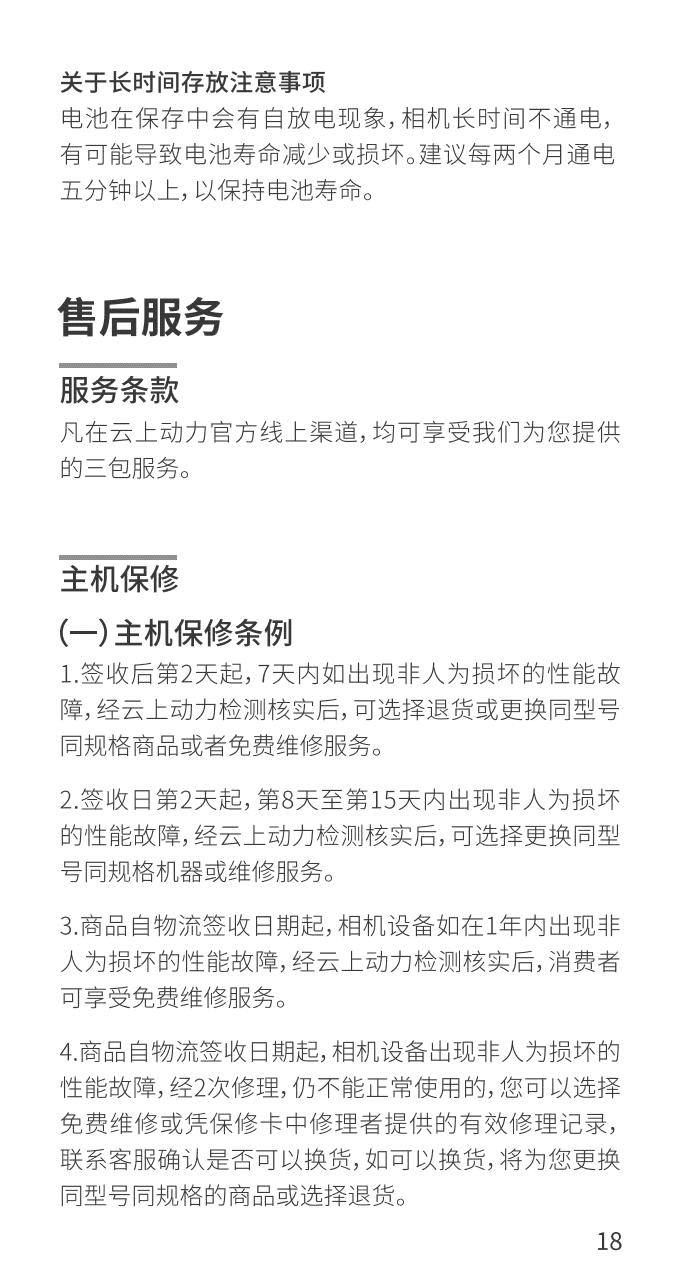 关于长时间存放注意事项
电池在保存中会有自放电现象，相机长时间不通电，
有可能导致电池寿命减少或损坏。建议每两个月通电
五分钟以上，以保持电池寿命。
售后服务
服务条款
凡在云上动力官方线上渠道，均可享受我们为您提供
的三包服务。
主机保修
（一）主机保修条例
1.签收后第2天起，7天内如出现非人为损坏的性能故
障，经云上动力检测核实后，可选择退货或更换同型号
同规格商品或者免费维修服务。
2.签收日第2天起，第8天至第15天内出现非人为损坏
的性能故障，经云上动力检测核实后，可选择更换同型
号同规格机器或维修服务。
3.商品自物流签收日期起，相机设备如在1年内出现非
人为损坏的性能故障，经云上动力检测核实后，消费者
可享受免费维修服务。
4.商品自物流签收日期起，相机设备出现非人为损坏的
性能故障，经2次修理，仍不能正常使用的，您可以选择
免费维修或凭保修卡中修理者提供的有效修理记录，
联系客服确认是否可以换货，如可以换货，将为您更换
同型号同规格的商品或选择退货。
18